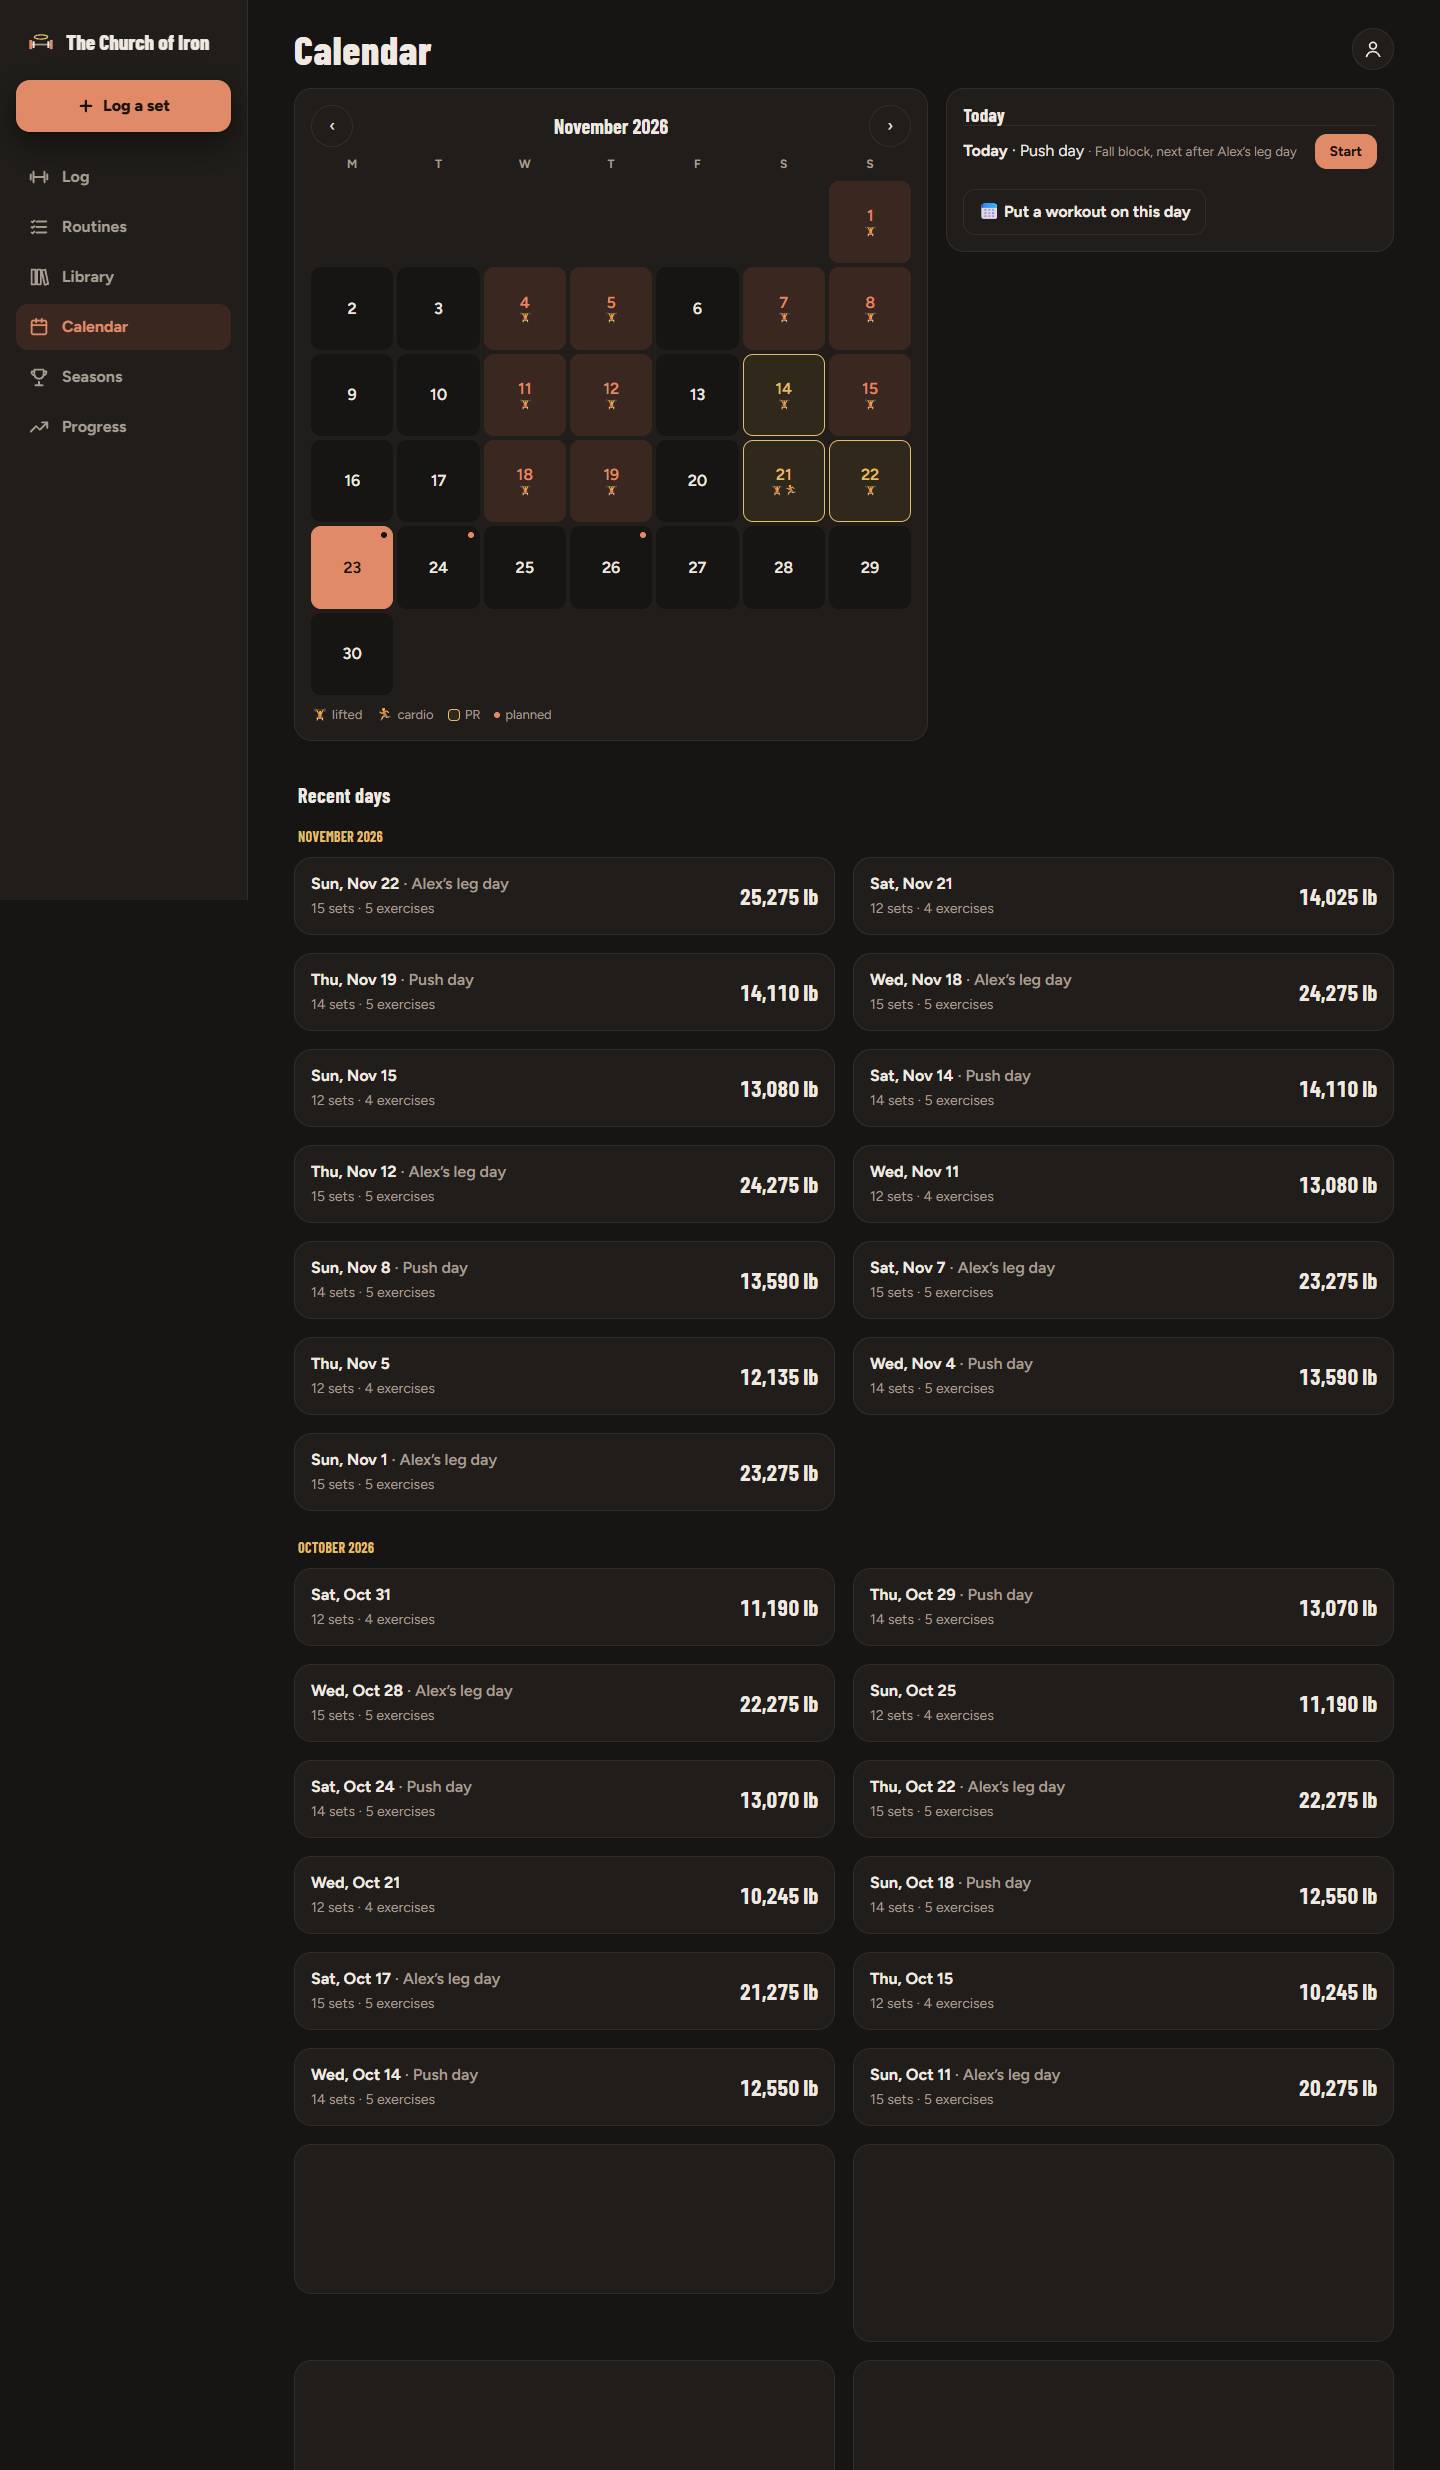 The Church of Iron
+ Log a set
Log
Routines
Library
Calendar
Seasons
Progress
Calendar
‹ November 2026 ›
M T W T F S S
1
2 3 4 5 6 7 8
9 10 11 12 13 14 15
16 17 18 19 20 21 22
23 24 25 26 27 28 29
30
lifted cardio PR planned
Today
Today · Push day · Fall block, next after Alex’s leg day Start
Put a workout on this day
Recent days
NOVEMBER 2026
Sun, Nov 22 · Alex’s leg day
15 sets · 5 exercises
25,275 lb
Sat, Nov 21
12 sets · 4 exercises
14,025 lb
Thu, Nov 19 · Push day
14 sets · 5 exercises
14,110 lb
Wed, Nov 18 · Alex’s leg day
15 sets · 5 exercises
24,275 lb
Sun, Nov 15
12 sets · 4 exercises
13,080 lb
Sat, Nov 14 · Push day
14 sets · 5 exercises
14,110 lb
Thu, Nov 12 · Alex’s leg day
15 sets · 5 exercises
24,275 lb
Wed, Nov 11
12 sets · 4 exercises
13,080 lb
Sun, Nov 8 · Push day
14 sets · 5 exercises
13,590 lb
Sat, Nov 7 · Alex’s leg day
15 sets · 5 exercises
23,275 lb
Thu, Nov 5
12 sets · 4 exercises
12,135 lb
Wed, Nov 4 · Push day
14 sets · 5 exercises
13,590 lb
Sun, Nov 1 · Alex’s leg day
15 sets · 5 exercises
23,275 lb
OCTOBER 2026
Sat, Oct 31
12 sets · 4 exercises
11,190 lb
Thu, Oct 29 · Push day
14 sets · 5 exercises
13,070 lb
Wed, Oct 28 · Alex’s leg day
15 sets · 5 exercises
22,275 lb
Sun, Oct 25
12 sets · 4 exercises
11,190 lb
Sat, Oct 24 · Push day
14 sets · 5 exercises
13,070 lb
Thu, Oct 22 · Alex’s leg day
15 sets · 5 exercises
22,275 lb
Wed, Oct 21
12 sets · 4 exercises
10,245 lb
Sun, Oct 18 · Push day
14 sets · 5 exercises
12,550 lb
Sat, Oct 17 · Alex’s leg day
15 sets · 5 exercises
21,275 lb
Thu, Oct 15
12 sets · 4 exercises
10,245 lb
Wed, Oct 14 · Push day
14 sets · 5 exercises
12,550 lb
Sun, Oct 11 · Alex’s leg day
15 sets · 5 exercises
20,275 lb